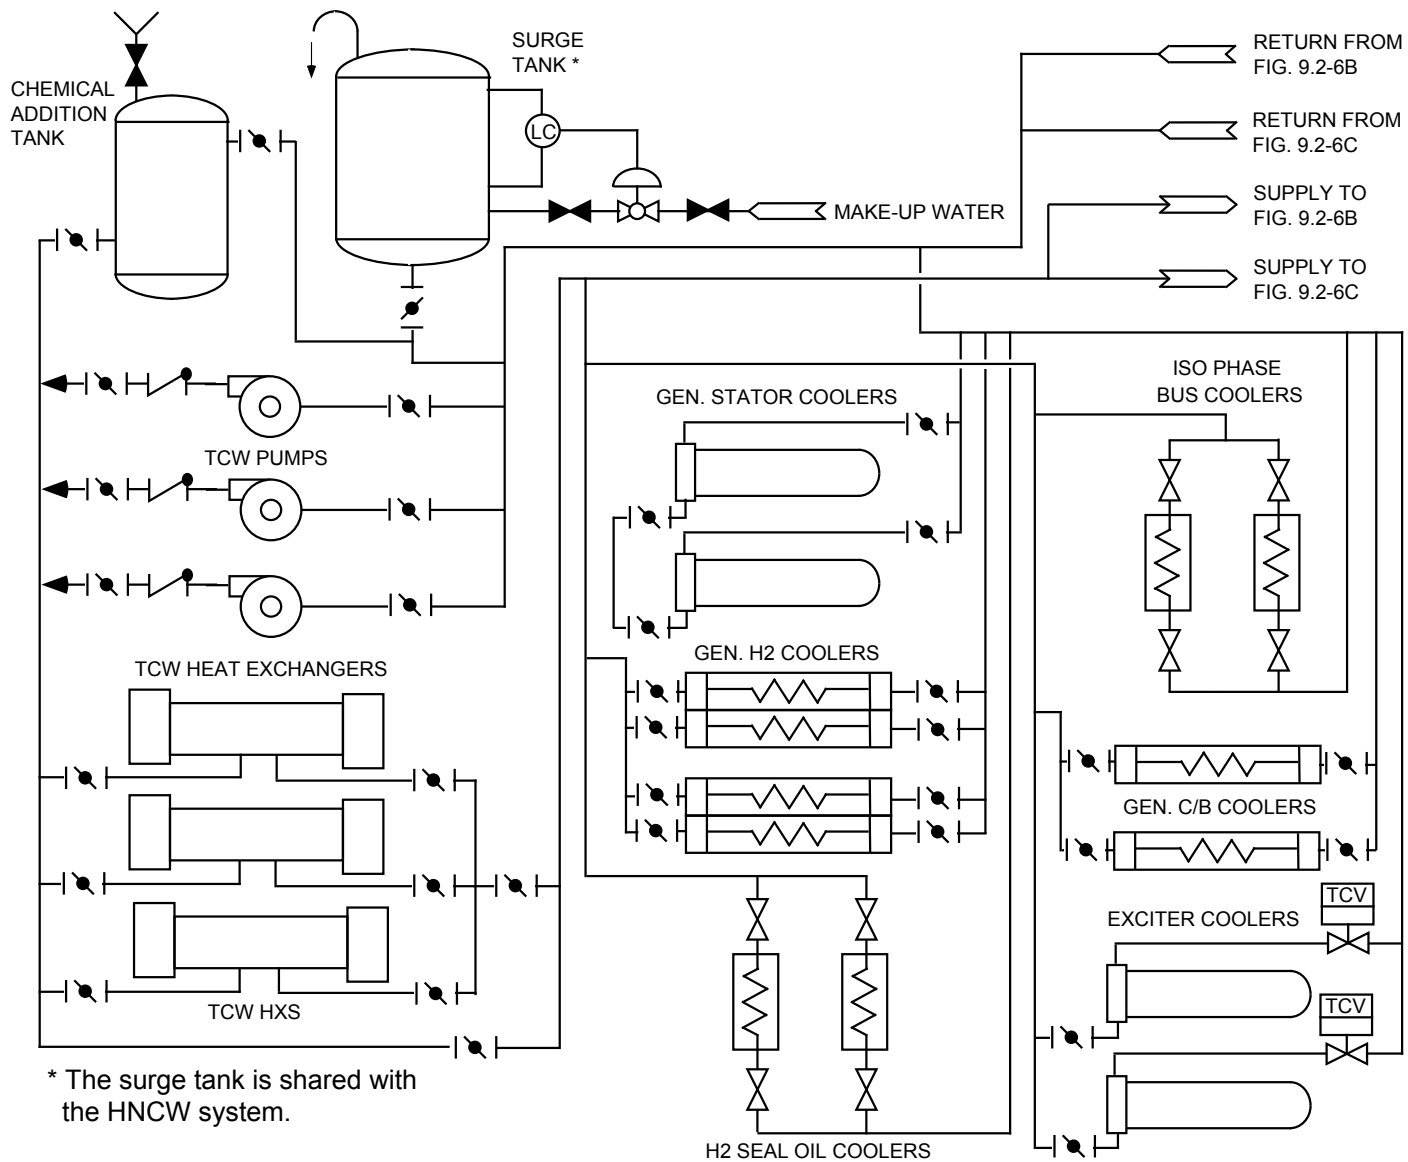 SURGE
TANK *
CHEMICAL
ADDITION
TANK
LC
MAKE-UP WATER
RETURN FROM
FIG. 9.2-6B
RETURN FROM
FIG. 9.2-6C
SUPPLY TO
FIG. 9.2-6B
SUPPLY TO
FIG. 9.2-6C
TCW PUMPS
GEN. STATOR COOLERS
ISO PHASE
BUS COOLERS
TCW HEAT EXCHANGERS
GEN. H2 COOLERS
GEN. C/B COOLERS
TCV
EXCITER COOLERS
TCV
TCW HXS
* The surge tank is shared with
the HNCW system.
H2 SEAL OIL COOLERS